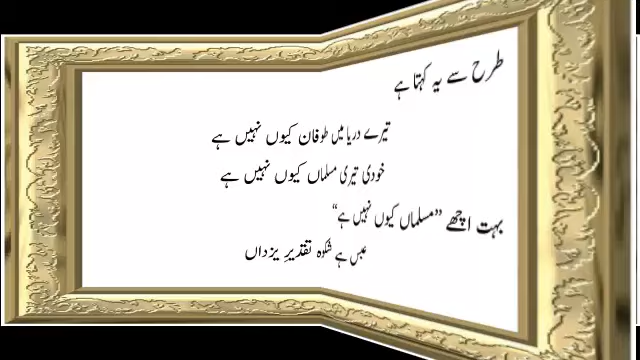 طرح سے یہ کہتا ہے
تیرے دریا میں طوفان کیوں نہیں ہے
خودی تیری مسلماں کیوں نہیں ہے
بہت اچھے ”مسلماں کیوں نہیں ہے“
عبس ہے شکوہ تقدیرِ یزداں